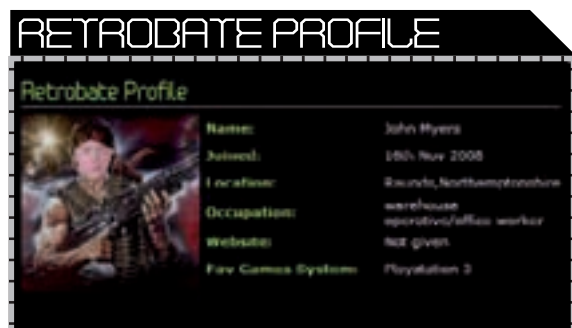 RETROBATE PROFILE
Retrobate Profile
Name: John Myers
Joined: 16th Nov 2008
Location: Raunds,Northamptonshire
Occupation: warehouse
operative/office worker
Website: Not given
Fav Games System: Playstation 3